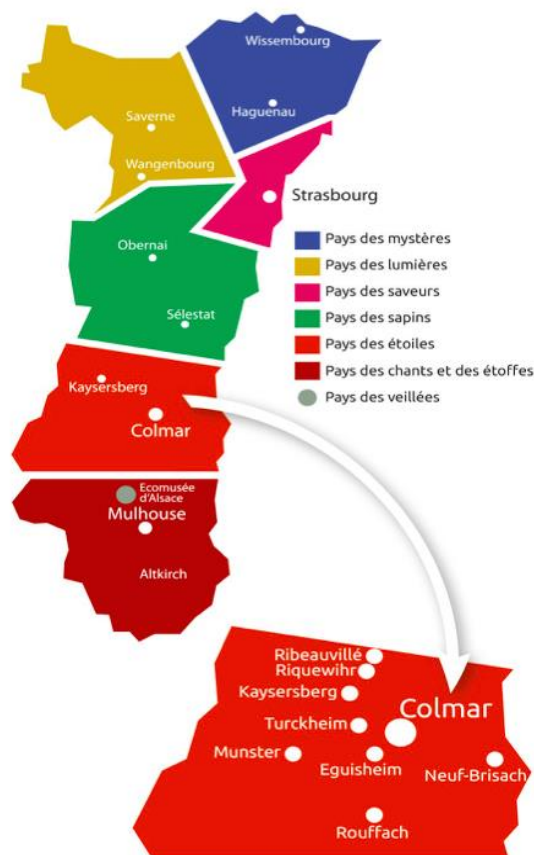 Wissembourg
Haguenau
Saverne
Wangenbourg
Strasbourg
Obernai
Sélestat
Pays des mystères
Pays des lumières
Pays des saveurs
Pays des sapins
Pays des étoiles
Pays des chants et des étoffes
Pays des veillées
Kaysersberg
Colmar
Ecomusée
d'Alsace
Mulhouse
Altkirch
Ribeauvillé
Riquewihr
Kaysersberg
Colmar
Turckheim
Munster
Eguisheim
Neuf-Brisach
Rouffach